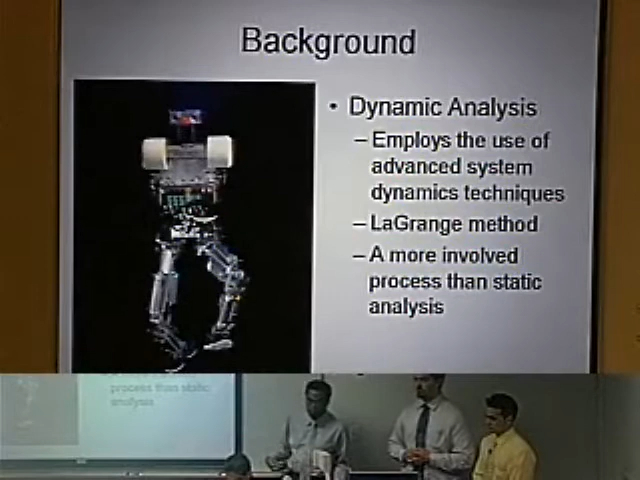 Background
• Dynamic Analysis
– Employs the use of
advanced system
dynamics techniques
– LaGrange method
– A more involved
process than static
analysis
process than static
analysis